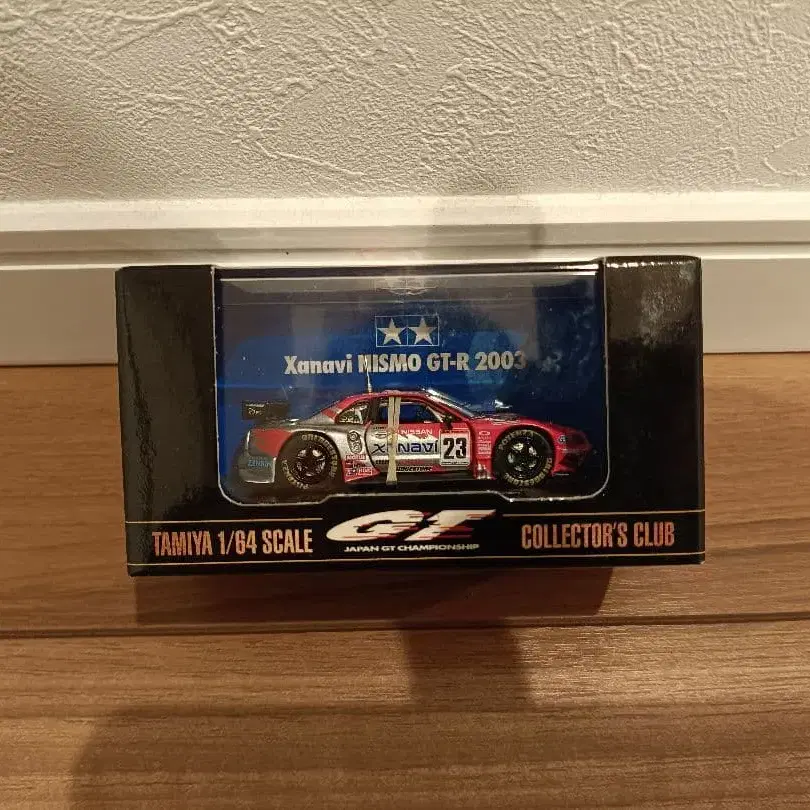 Xanavi NISMO GT-R 2003
NISSAN
XANAVI
23
TAMIYA 1/64 SCALE
GT
JAPAN GT CHAMPIONSHIP
COLLECTOR'S CLUB